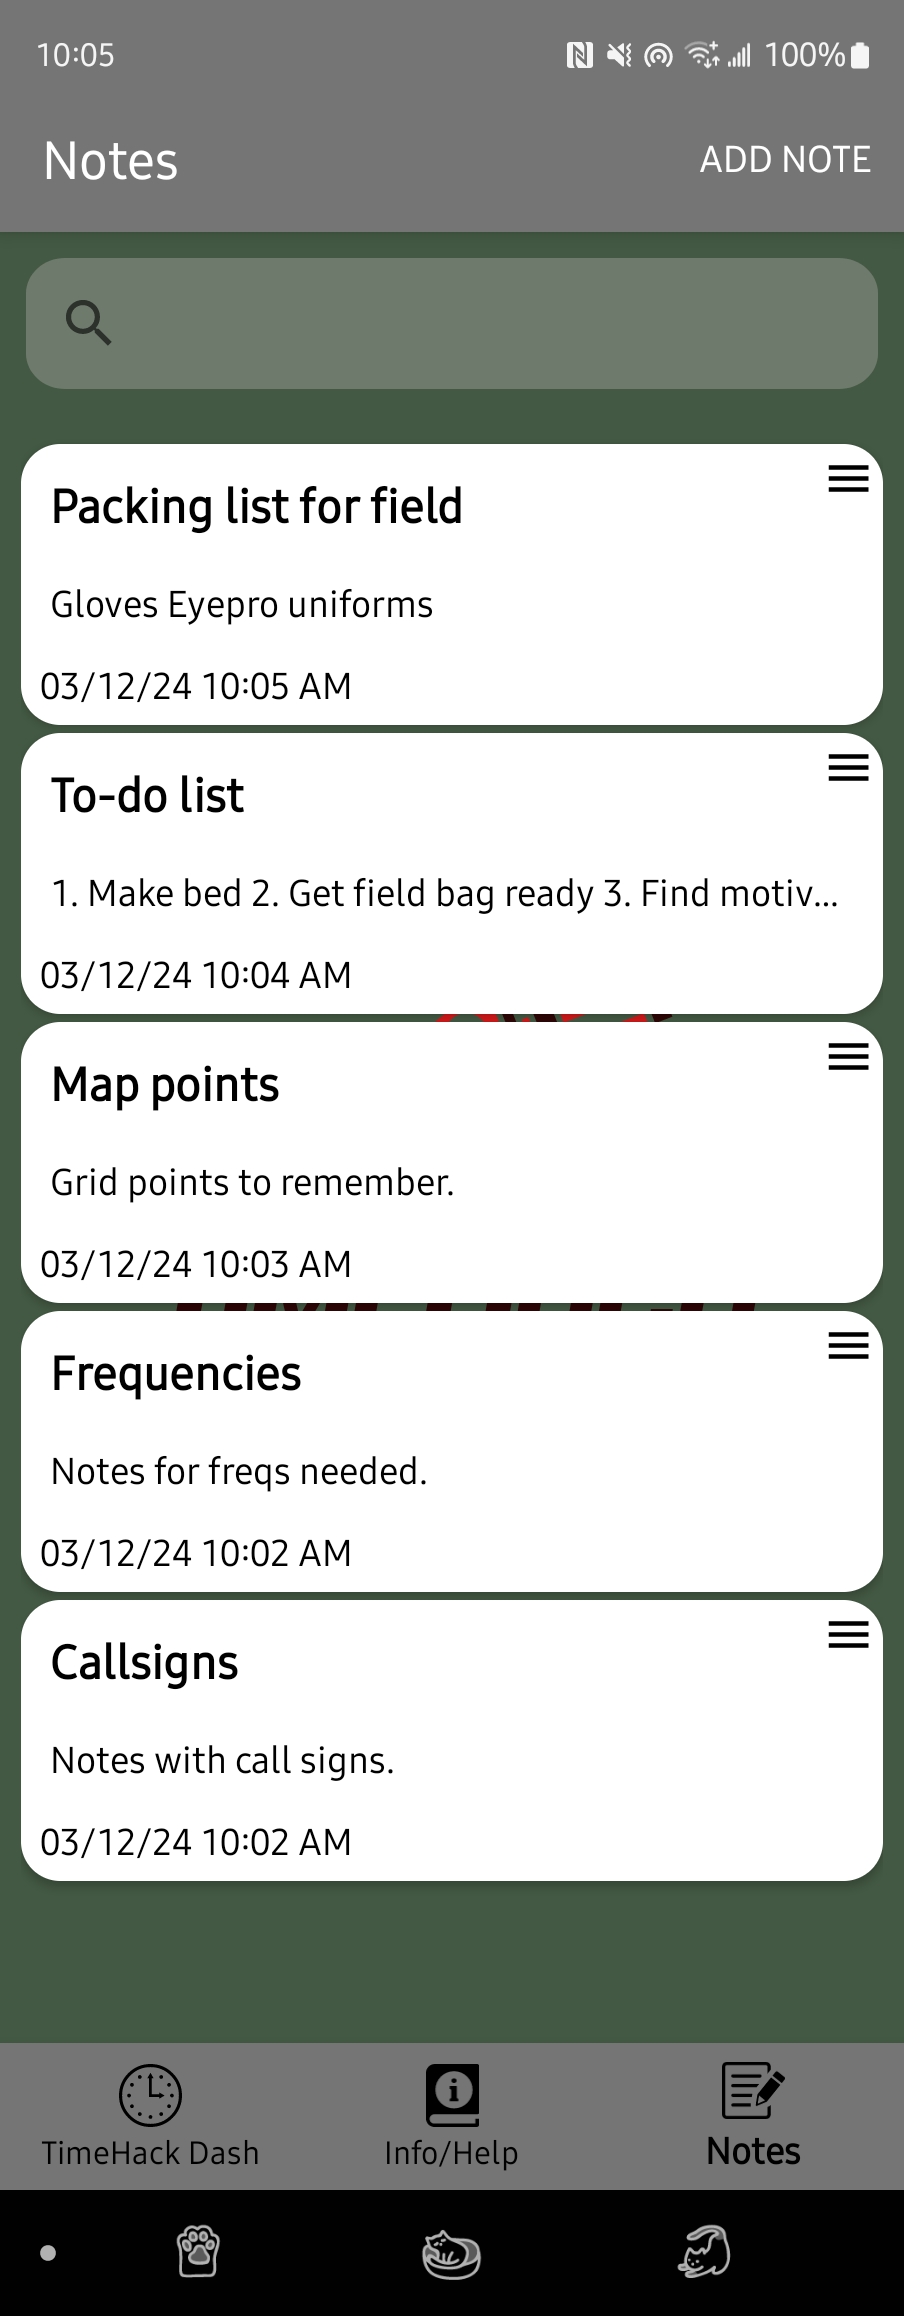 10:05
100%
Notes
ADD NOTE
Packing list for field
Gloves Eyepro uniforms
03/12/24 10:05 AM
To-do list
1. Make bed 2. Get field bag ready 3. Find motiv...
03/12/24 10:04 AM
Map points
Grid points to remember.
03/12/24 10:03 AM
Frequencies
Notes for freqs needed.
03/12/24 10:02 AM
Callsigns
Notes with call signs.
03/12/24 10:02 AM
TimeHack Dash
Info/Help
Notes